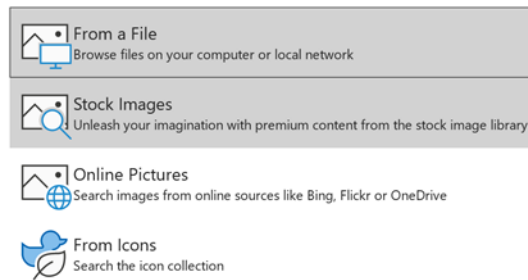 From a File
Browse files on your computer or local network
Stock Images
Unleash your imagination with premium content from the stock image library
Online Pictures
Search images from online sources like Bing, Flickr or OneDrive
From Icons
Search the icon collection